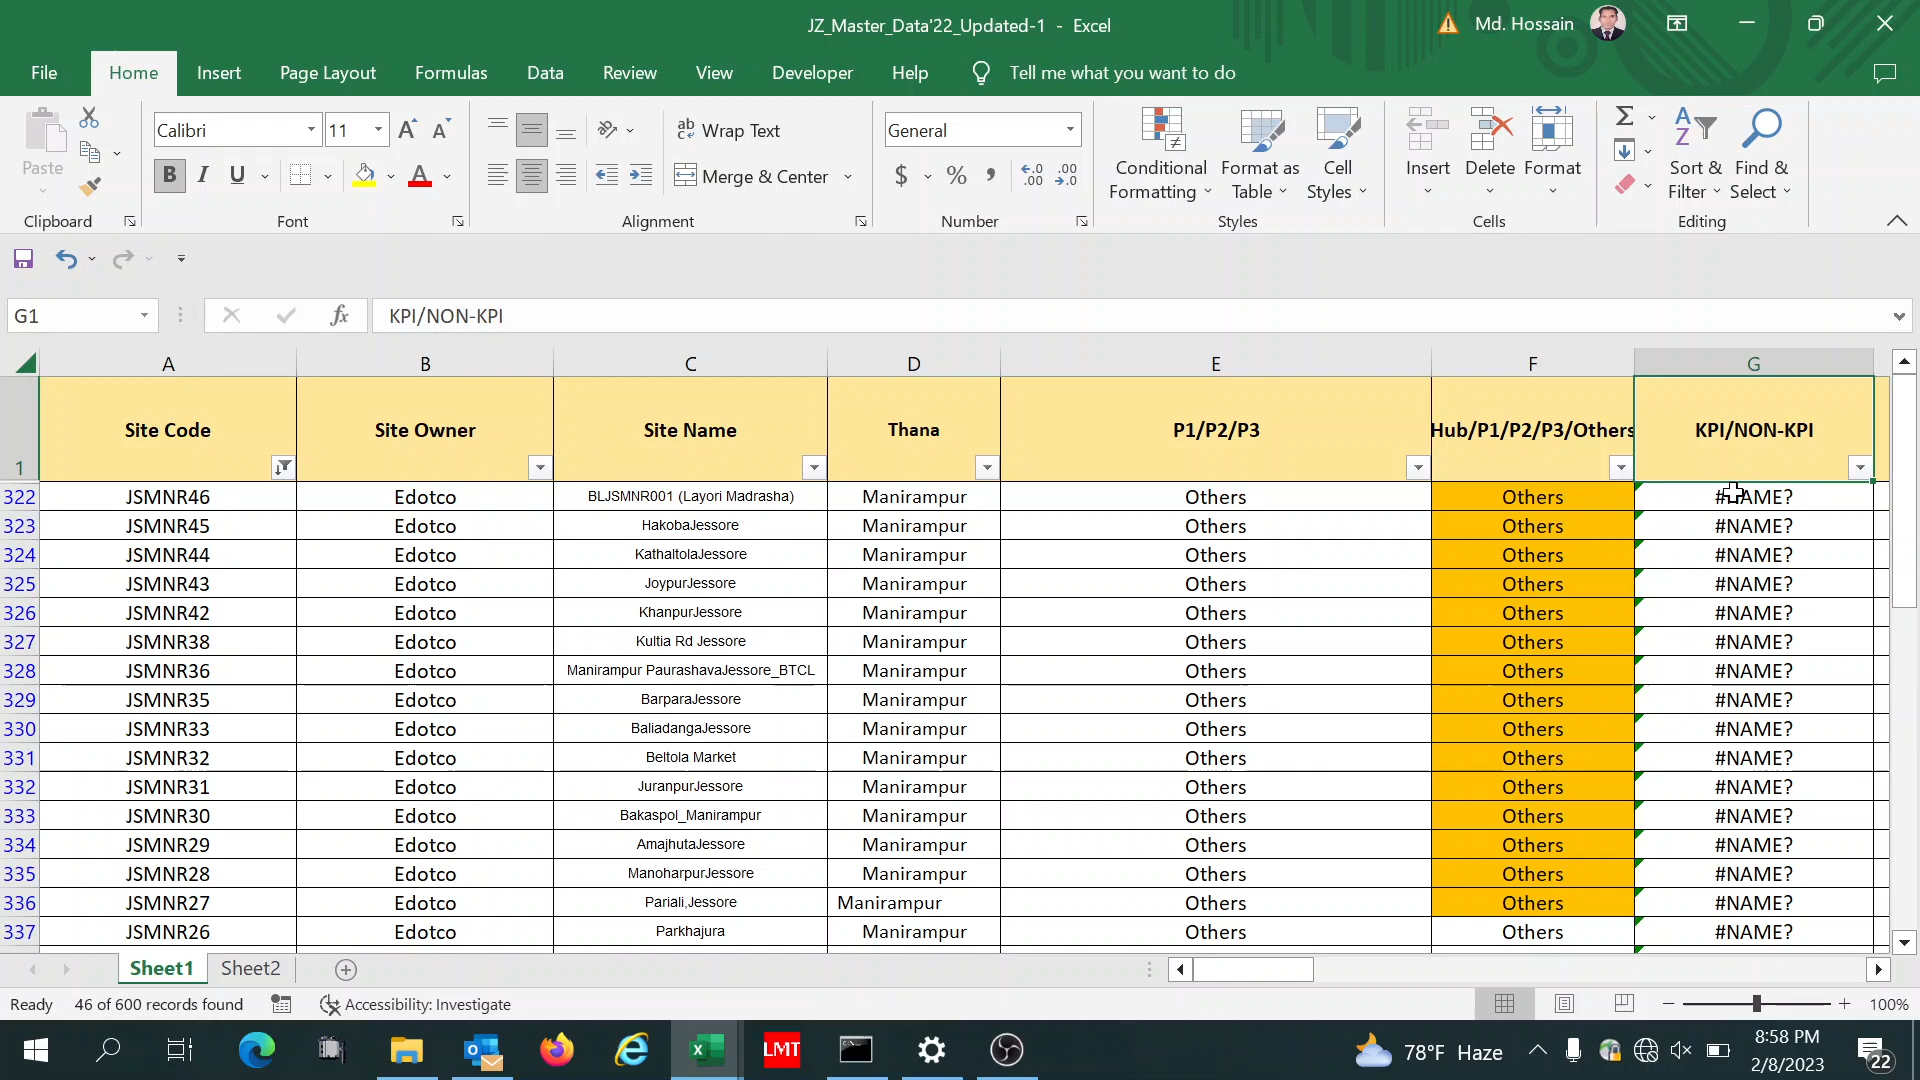 JZ_Master_Data'22_Updated-1 - Excel
Md. Hossain
File Home Insert Page Layout Formulas Data Review View Developer Help Tell me what you want to do
Paste
Calibri 11
B I U
Wrap Text
Merge & Center
General
$ % ,
Conditional Formatting
Format as Table
Cell Styles
Insert Delete Format
Sort & Filter
Find & Select
Clipboard Font Alignment Number Styles Cells Editing
G1 fx KPI/NON-KPI
A B C D E F G
1 Site Code Site Owner Site Name Thana P1/P2/P3 Hub/P1/P2/P3/Others KPI/NON-KPI
322 JSMNR46 Edotco BLJSMNR001 (Layori Madrasha) Manirampur Others Others #NAME?
323 JSMNR45 Edotco HakobaJessore Manirampur Others Others #NAME?
324 JSMNR44 Edotco KathaltolaJessore Manirampur Others Others #NAME?
325 JSMNR43 Edotco JoypurJessore Manirampur Others Others #NAME?
326 JSMNR42 Edotco KhanpurJessore Manirampur Others Others #NAME?
327 JSMNR38 Edotco Kultia Rd Jessore Manirampur Others Others #NAME?
328 JSMNR36 Edotco Manirampur PaurashavaJessore_BTCL Manirampur Others Others #NAME?
329 JSMNR35 Edotco BarparaJessore Manirampur Others Others #NAME?
330 JSMNR33 Edotco BaliadangaJessore Manirampur Others Others #NAME?
331 JSMNR32 Edotco Beltola Market Manirampur Others Others #NAME?
332 JSMNR31 Edotco JuranpurJessore Manirampur Others Others #NAME?
333 JSMNR30 Edotco Bakaspol_Manirampur Manirampur Others Others #NAME?
334 JSMNR29 Edotco AmajhutaJessore Manirampur Others Others #NAME?
335 JSMNR28 Edotco ManoharpurJessore Manirampur Others Others #NAME?
336 JSMNR27 Edotco Pariali,Jessore Manirampur Others Others #NAME?
337 JSMNR26 Edotco Parkhajura Manirampur Others Others #NAME?
Sheet1 Sheet2
Ready 46 of 600 records found Accessibility: Investigate 100%
LMT
78°F Haze
8:58 PM
2/8/2023
22